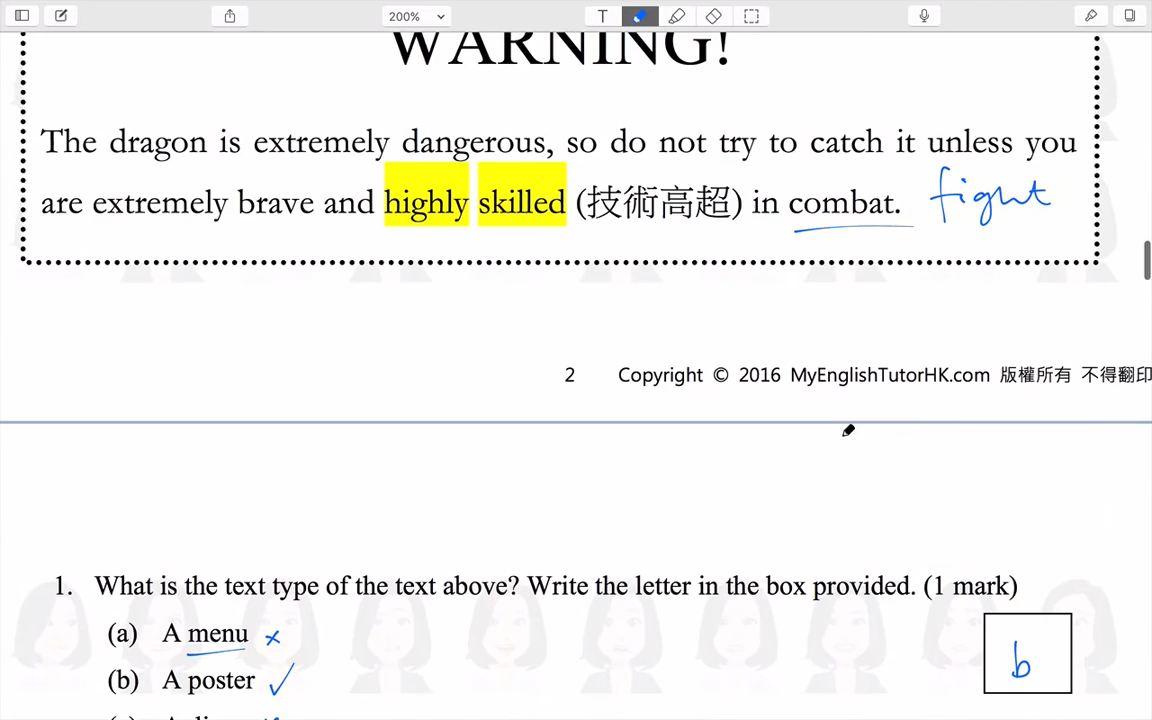 200%
T
WARNING!
The dragon is extremely dangerous, so do not try to catch it unless you
are extremely brave and highly skilled (技術高超) in combat. fight
2 Copyright © 2016 MyEnglishTutorHK.com 版權所有 不得翻印
1. What is the text type of the text above? Write the letter in the box provided. (1 mark)
(a) A menu ×
b
(b) A poster ✓